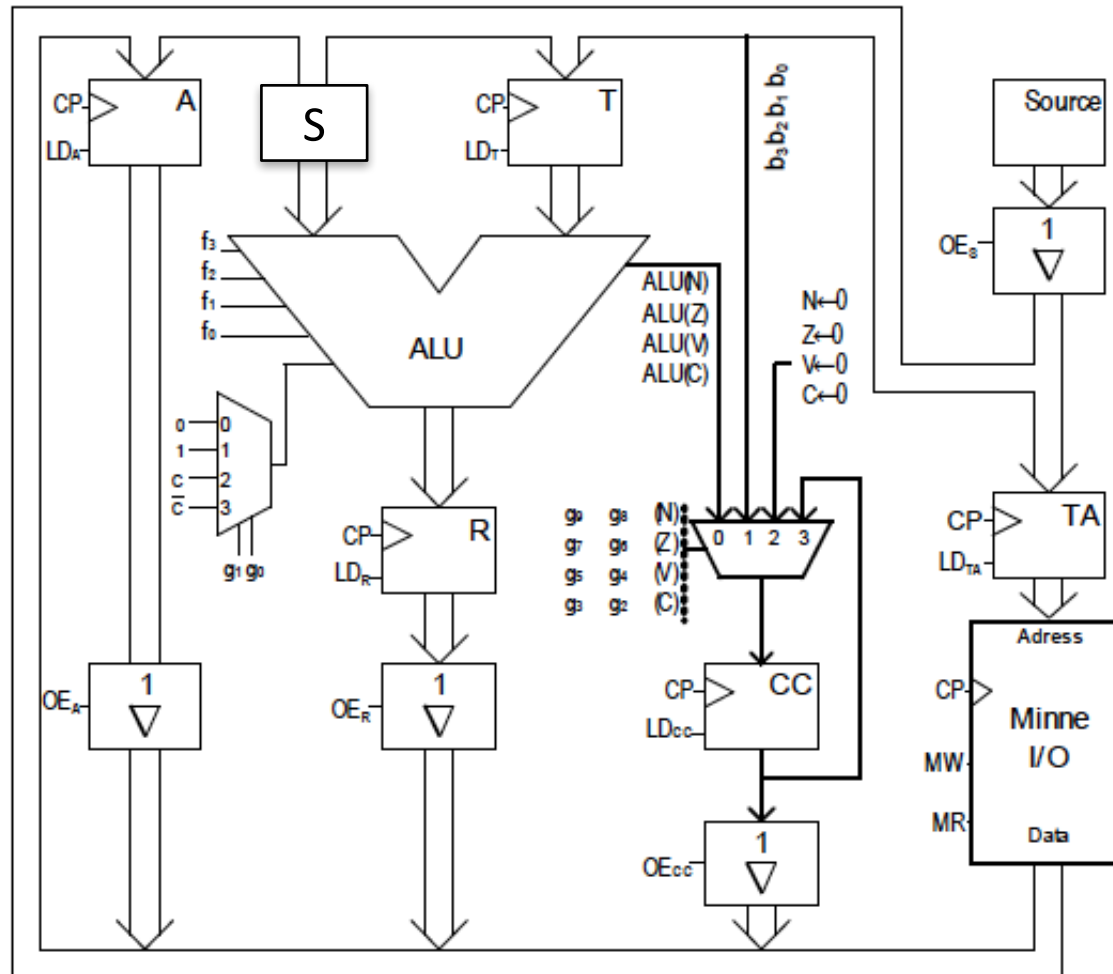 A
CP
LDA
S
T
CP
LDT
b3 b2 b1 b0
Source
1
OES
f3
f2
f1
f0
ALU
ALU(N)
ALU(Z)
ALU(V)
ALU(C)
N←0
Z←0
V←0
C←0
0 0
1 1
C 2
C̅ 3
g1 g0
R
CP
LDR
g9 g8 (N)
g7 g6 (Z)
g5 g4 (V)
g3 g2 (C)
0 1 2 3
TA
CP
LDTA
1
OEA
1
OER
CC
CP
LDCC
1
OECC
Adress
CP
Minne
I/O
MW
MR
Data